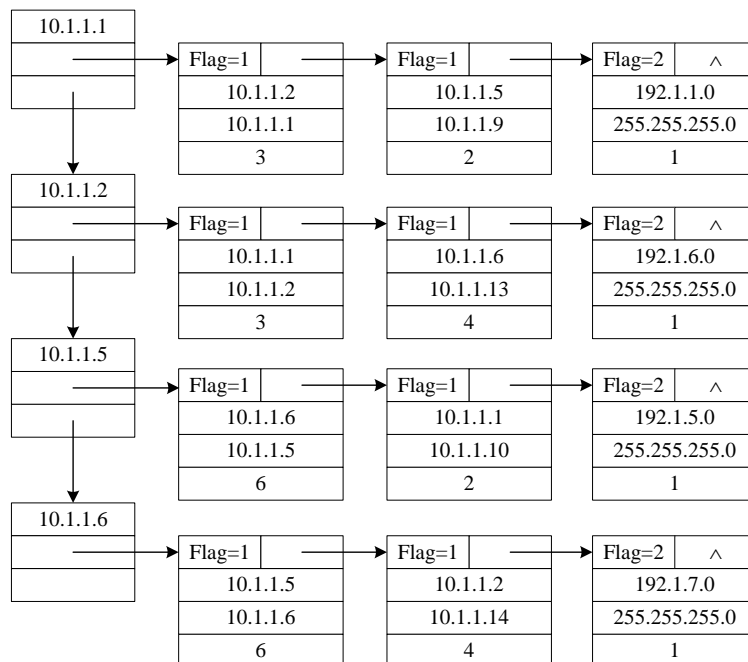 10.1.1.1
Flag=1 Flag=1 Flag=2 ∧
10.1.1.2 10.1.1.5 192.1.1.0
10.1.1.1 10.1.1.9 255.255.255.0
3 2 1
10.1.1.2
Flag=1 Flag=1 Flag=2 ∧
10.1.1.1 10.1.1.6 192.1.6.0
10.1.1.2 10.1.1.13 255.255.255.0
3 4 1
10.1.1.5
Flag=1 Flag=1 Flag=2 ∧
10.1.1.6 10.1.1.1 192.1.5.0
10.1.1.5 10.1.1.10 255.255.255.0
6 2 1
10.1.1.6
Flag=1 Flag=1 Flag=2 ∧
10.1.1.5 10.1.1.2 192.1.7.0
10.1.1.6 10.1.1.14 255.255.255.0
6 4 1